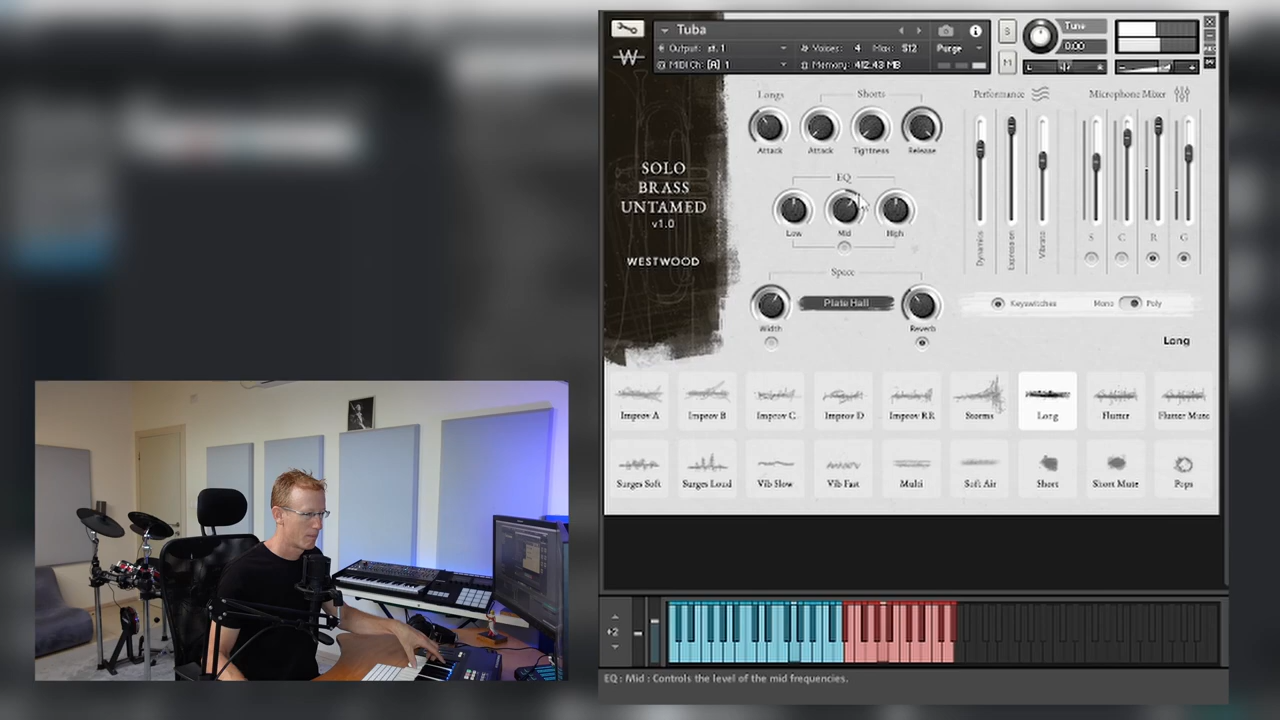 Tuba
Output: st. 1 Voices: 4 Max: 512 Purge
MIDI Ch: [A] 1 Memory: 412.43 MB
S
M
Tune
0.00
SOLO
BRASS
UNTAMED
v1.0
WESTWOOD
Longs Shorts
Attack Attack Tightness Release
EQ
Low Mid High
Space
Plate Hall
Width Reverb
Performance Microphone Mixer
Dynamics Expression Vibrato S C R G
Keyswitches Mono Poly
Long
Improv A Improv B Improv C Improv D Improv RR Storms Long Flutter Flutter Mute
Surges Soft Surges Loud Vib Slow Vib Fast Multi Soft Air Short Short Mute Pops
+2
EQ : Mid : Controls the level of the mid frequencies.